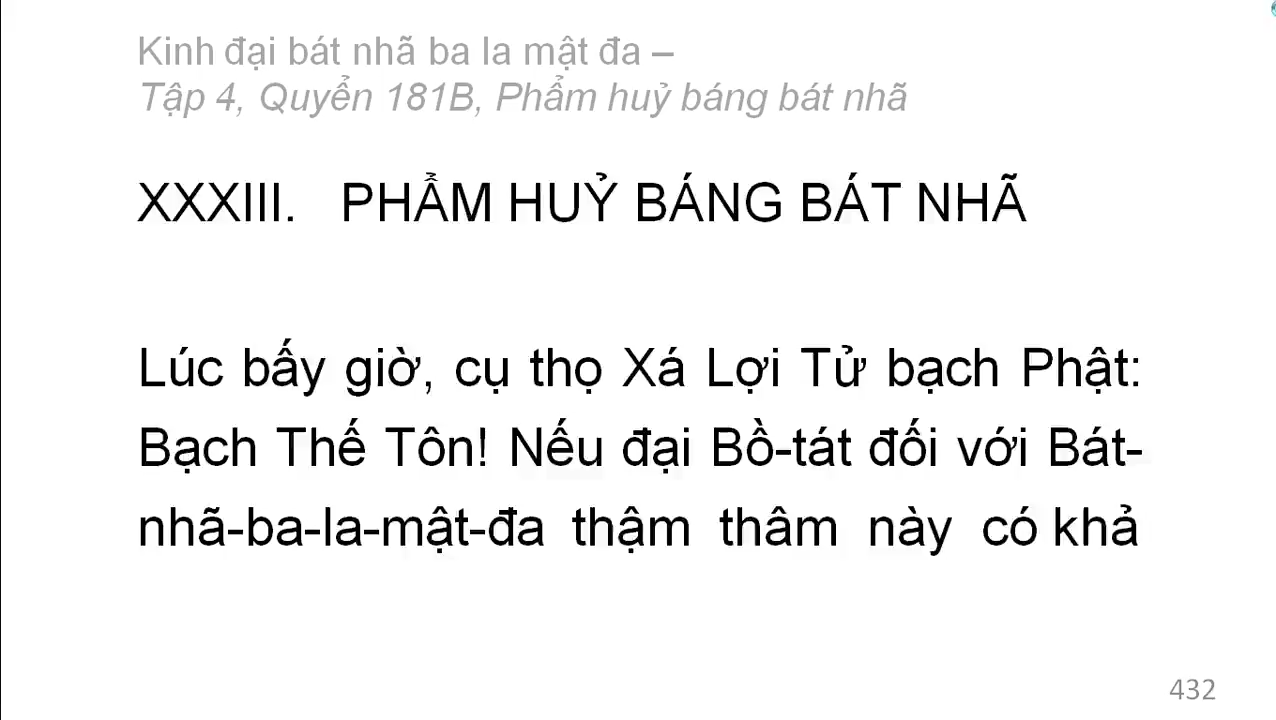 Kinh đại bát nhã ba la mật đa –
Tập 4, Quyển 181B, Phẩm huỷ báng bát nhã
XXXIII. PHẨM HUỶ BÁNG BÁT NHÃ
Lúc bấy giờ, cụ thọ Xá Lợi Tử bạch Phật:
Bạch Thế Tôn! Nếu đại Bồ-tát đối với Bát-
nhã-ba-la-mật-đa thậm thâm này có khả
432